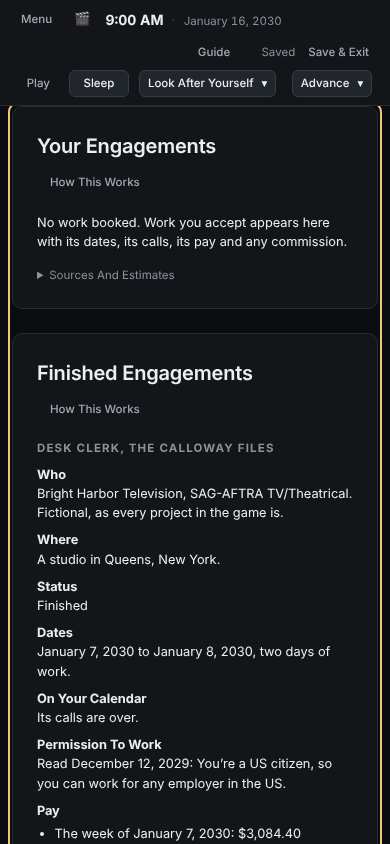 Menu 🎬 9:00 AM · January 16, 2030
Guide Saved Save & Exit
Play Sleep Look After Yourself ▾ Advance ▾
Your Engagements
How This Works
No work booked. Work you accept appears here
with its dates, its calls, its pay and any commission.
▶ Sources And Estimates
Finished Engagements
How This Works
DESK CLERK, THE CALLOWAY FILES
Who
Bright Harbor Television, SAG-AFTRA TV/Theatrical.
Fictional, as every project in the game is.
Where
A studio in Queens, New York.
Status
Finished
Dates
January 7, 2030 to January 8, 2030, two days of
work.
On Your Calendar
Its calls are over.
Permission To Work
Read December 12, 2029: You’re a US citizen, so
you can work for any employer in the US.
Pay
• The week of January 7, 2030: $3,084.40